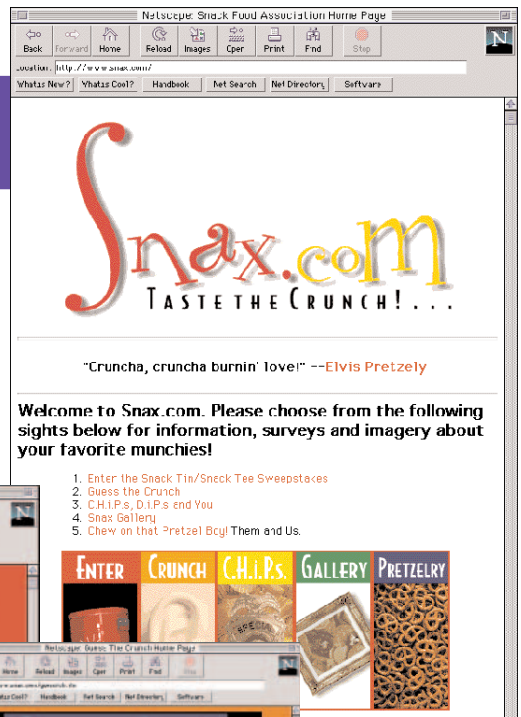 Netscape: Snack Food Association Home Page
Back Forward Home Reload Images Open Print Find Stop
N
Location: http://www.snax.com/
What's New? What's Cool? Handbook Net Search Net Directory Software
Snax.com
TASTE THE CRUNCH!...
"Cruncha, cruncha burnin' love!" --Elvis Pretzely
Welcome to Snax.com. Please choose from the following
sights below for information, surveys and imagery about
your favorite munchies!
1. Enter the Snack Tin/Snack Tee Sweepstakes
2. Guess the Crunch
3. C.H.i.P.s, D.i.P.s and You
4. Snax Gallery
5. Chew on that Pretzel Boy! Them and Us.
ENTER CRUNCH C.H.i.P.s. GALLERY PRETZELRY
N
Netscape: Guess The Crunch Home Page
Home Reload Images Open Print Find Stop
What's Cool? Handbook Net Search Net Directory Software